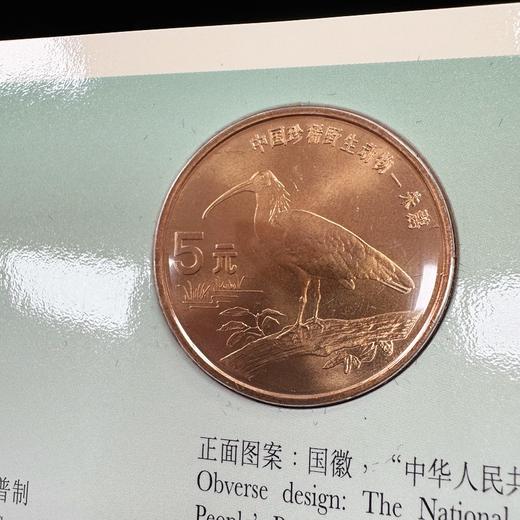 中国珍稀野生动物—朱鹮
5元
正面图案：国徽，“中华人民共
Obverse design: The National
People's
普制